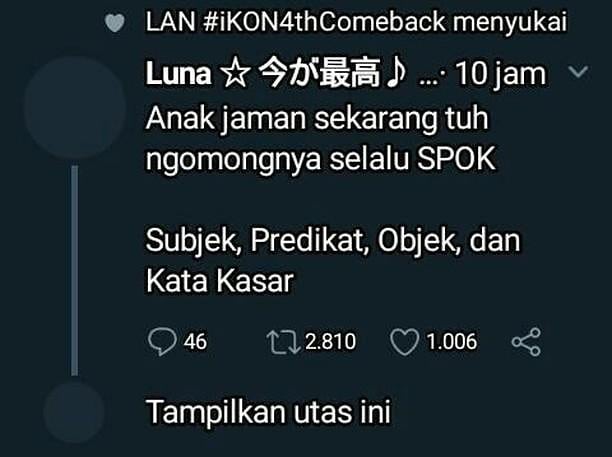 LAN #iKON4thComeback menyukai
Luna ☆ 今が最高♪ ...· 10 jam
Anak jaman sekarang tuh
ngomongnya selalu SPOK
Subjek, Predikat, Objek, dan
Kata Kasar
46 2.810 1.006
Tampilkan utas ini